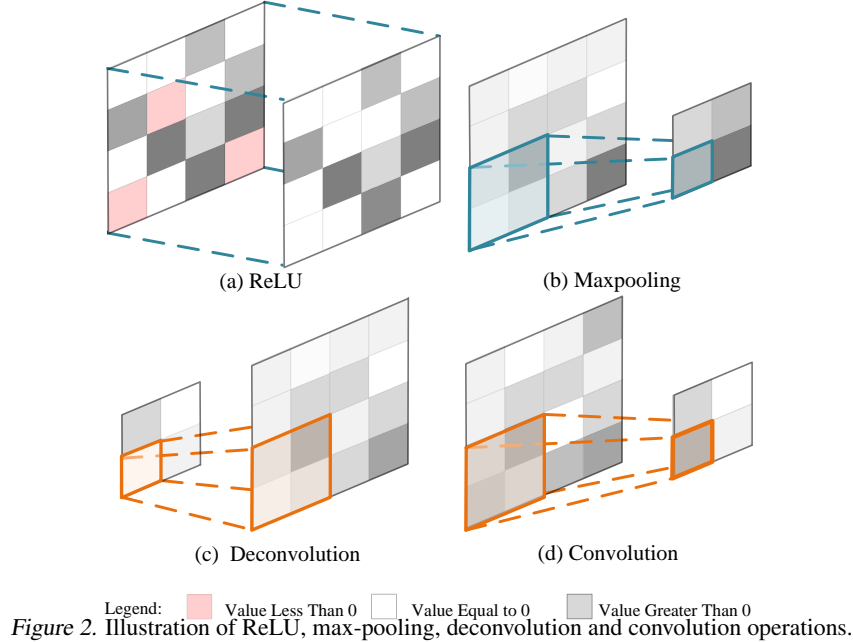 (a) ReLU
(b) Maxpooling
(c) Deconvolution
(d) Convolution
Legend: Value Less Than 0 Value Equal to 0 Value Greater Than 0
Figure 2. Illustration of ReLU, max-pooling, deconvolution and convolution operations.